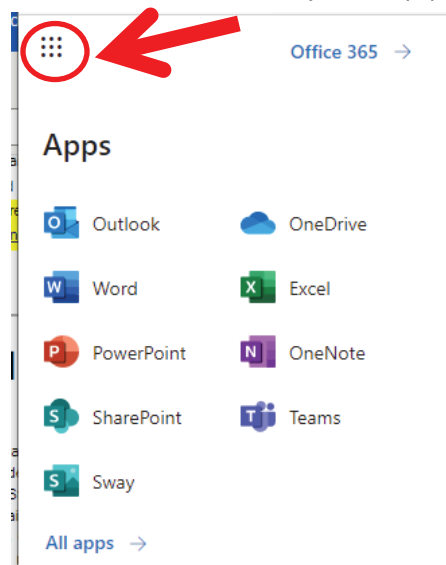 Office 365 →
Apps
Outlook OneDrive
Word Excel
PowerPoint OneNote
SharePoint Teams
Sway
All apps →